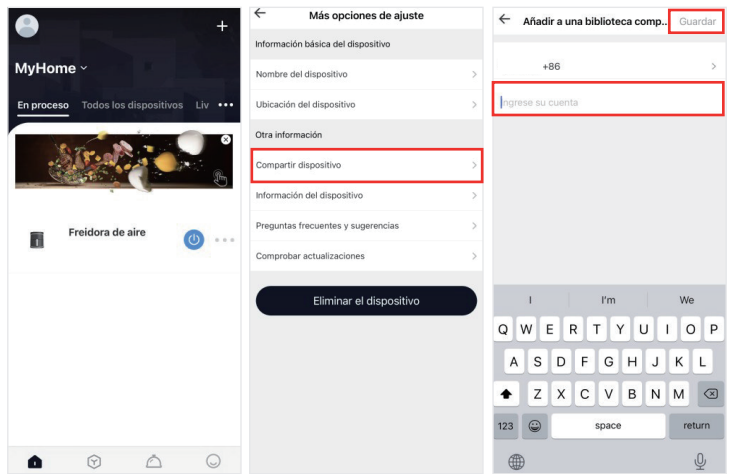 MyHome
En proceso Todos los dispositivos Liv
Freidora de aire
Más opciones de ajuste
Información básica del dispositivo
Nombre del dispositivo
Ubicación del dispositivo
Otra información
Compartir dispositivo
Información del dispositivo
Preguntas frecuentes y sugerencias
Comprobar actualizaciones
Eliminar el dispositivo
Añadir a una biblioteca comp.. Guardar
+86
Ingrese su cuenta
I I'm We
Q W E R T Y U I O P
A S D F G H J K L
Z X C V B N M
123 space return